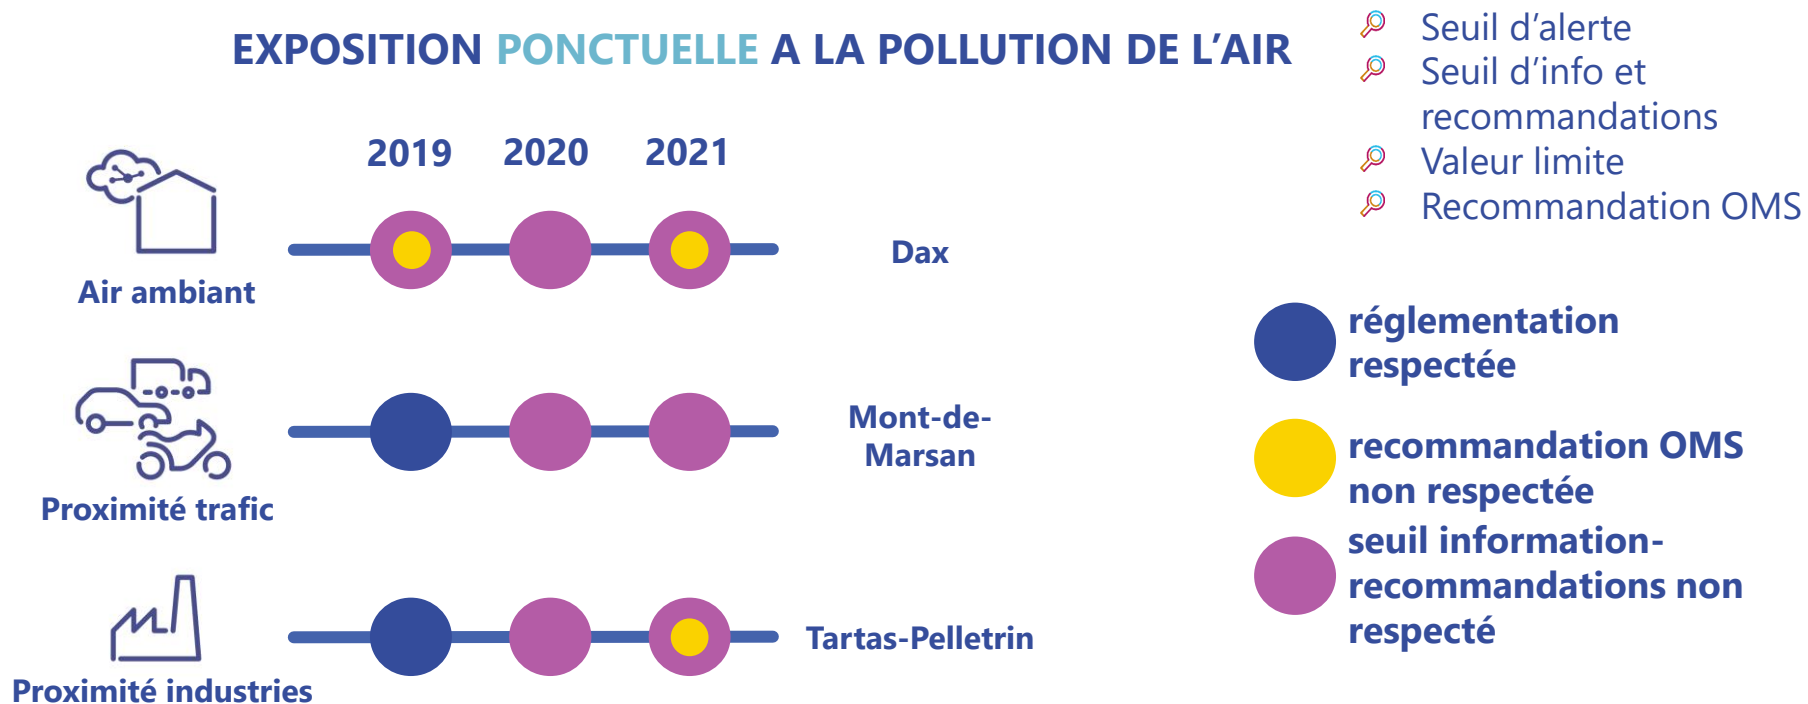 EXPOSITION PONCTUELLE A LA POLLUTION DE L’AIR
Seuil d’alerte
Seuil d’info et
recommandations
Valeur limite
Recommandation OMS
2019 2020 2021
Air ambiant
Dax
Proximité trafic
Mont-de-
Marsan
Proximité industries
Tartas-Pelletrin
réglementation
respectée
recommandation OMS
non respectée
seuil information-
recommandations non
respecté